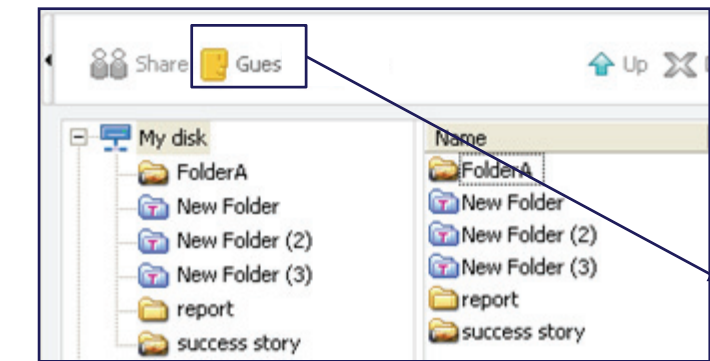 Share Gues Up
My disk
FolderA
New Folder
New Folder (2)
New Folder (3)
report
success story
Name
FolderA
New Folder
New Folder (2)
New Folder (3)
report
success story